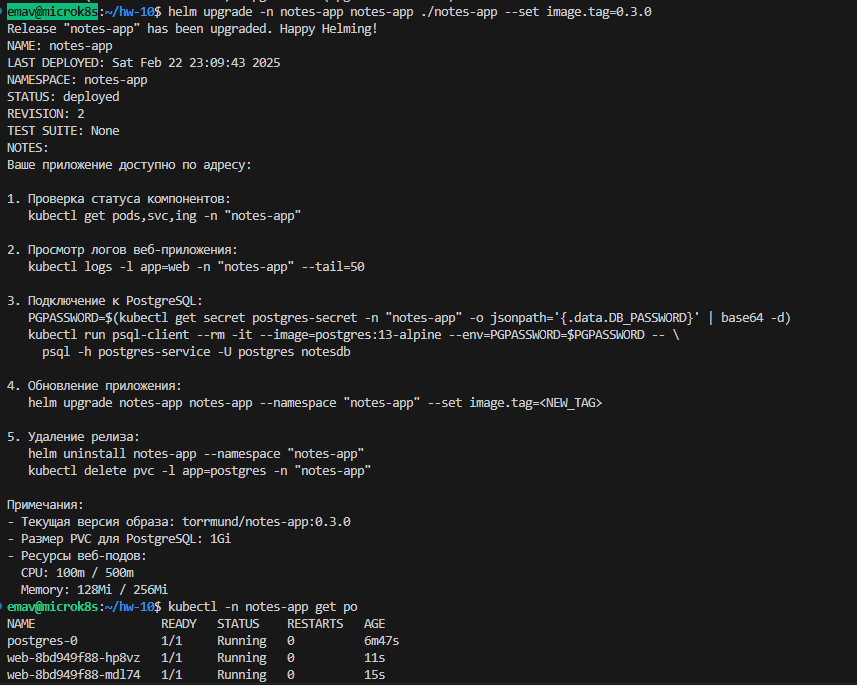 emav@microk8s:~/hw-10$ helm upgrade -n notes-app notes-app ./notes-app --set image.tag=0.3.0
Release "notes-app" has been upgraded. Happy Helming!
NAME: notes-app
LAST DEPLOYED: Sat Feb 22 23:09:43 2025
NAMESPACE: notes-app
STATUS: deployed
REVISION: 2
TEST SUITE: None
NOTES:
Ваше приложение доступно по адресу:

1. Проверка статуса компонентов:
   kubectl get pods,svc,ing -n "notes-app"

2. Просмотр логов веб-приложения:
   kubectl logs -l app=web -n "notes-app" --tail=50

3. Подключение к PostgreSQL:
   PGPASSWORD=$(kubectl get secret postgres-secret -n "notes-app" -o jsonpath='{.data.DB_PASSWORD}' | base64 -d)
   kubectl run psql-client --rm -it --image=postgres:13-alpine --env=PGPASSWORD=$PGPASSWORD -- \
     psql -h postgres-service -U postgres notesdb

4. Обновление приложения:
   helm upgrade notes-app notes-app --namespace "notes-app" --set image.tag=<NEW_TAG>

5. Удаление релиза:
   helm uninstall notes-app --namespace "notes-app"
   kubectl delete pvc -l app=postgres -n "notes-app"

Примечания:
- Текущая версия образа: torrmund/notes-app:0.3.0
- Размер PVC для PostgreSQL: 1Gi
- Ресурсы веб-подов:
  CPU: 100m / 500m
  Memory: 128Mi / 256Mi
emav@microk8s:~/hw-10$ kubectl -n notes-app get po
NAME                  READY   STATUS    RESTARTS   AGE
postgres-0            1/1     Running   0          6m47s
web-8bd949f88-hp8vz   1/1     Running   0          11s
web-8bd949f88-mdl74   1/1     Running   0          15s